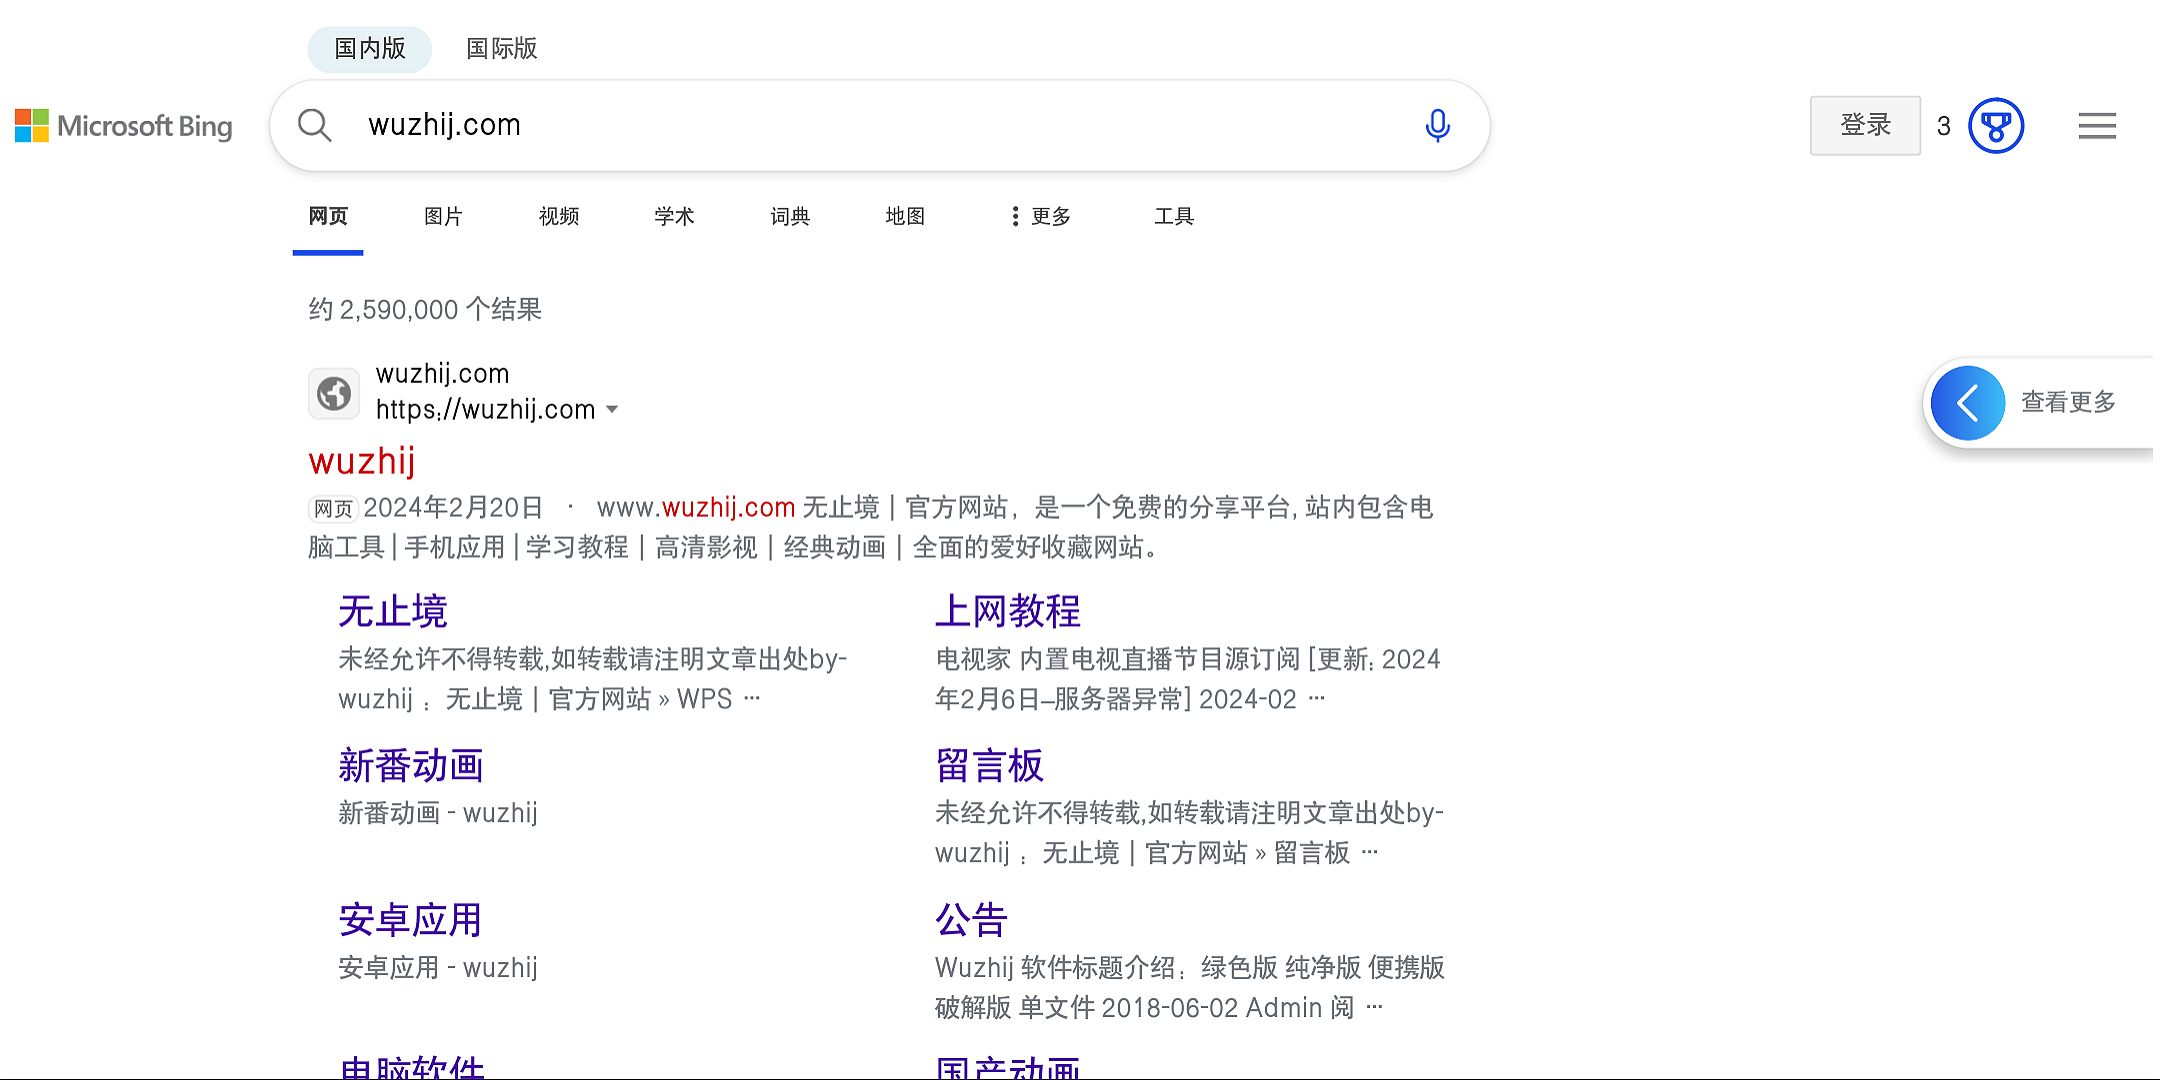 国内版 国际版
Microsoft Bing
wuzhij.com
登录 3
网页 图片 视频 学术 词典 地图 更多 工具
约 2,590,000 个结果
wuzhij.com
https://wuzhij.com
查看更多
wuzhij
网页 2024年2月20日 · www.wuzhij.com 无止境 | 官方网站，是一个免费的分享平台, 站内包含电
脑工具 | 手机应用 | 学习教程 | 高清影视 | 经典动画 | 全面的爱好收藏网站。
无止境
未经允许不得转载,如转载请注明文章出处by-
wuzhij ：无止境 | 官方网站 » WPS …
上网教程
电视家 内置电视直播节目源订阅 [更新: 2024
年2月6日–服务器异常] 2024-02 …
新番动画
新番动画 - wuzhij
留言板
未经允许不得转载,如转载请注明文章出处by-
wuzhij ：无止境 | 官方网站 » 留言板 …
安卓应用
安卓应用 - wuzhij
公告
Wuzhij 软件标题介绍：绿色版 纯净版 便携版
破解版 单文件 2018-06-02 Admin 阅 …
电脑软件
国产动画